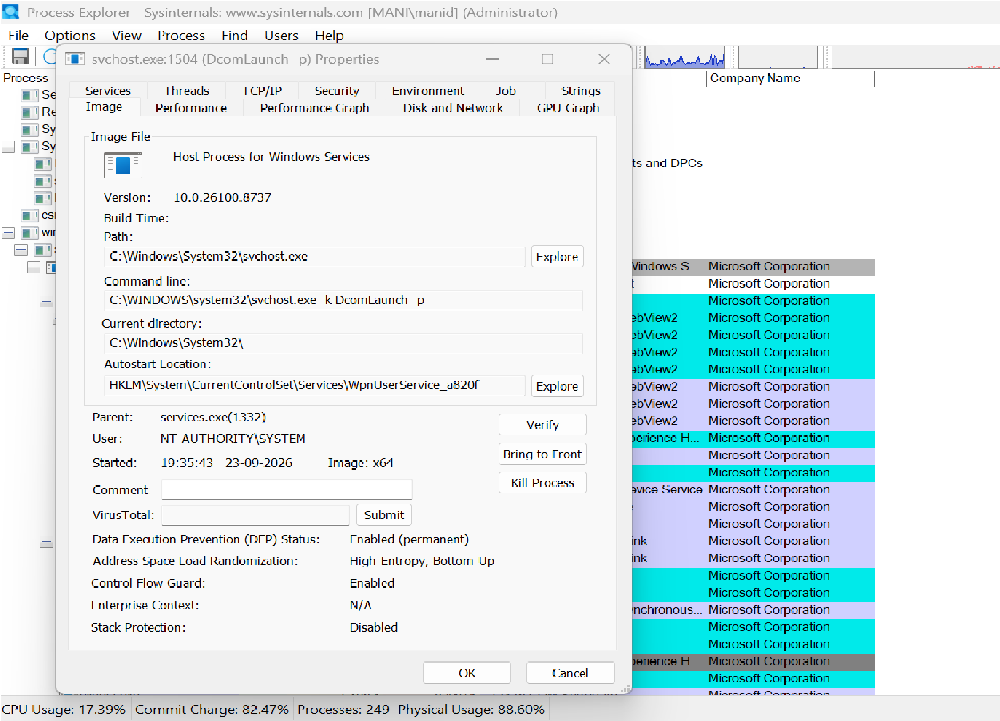 Process Explorer - Sysinternals: www.sysinternals.com [MANI\manid] (Administrator)
File Options View Process Find Users Help
svchost.exe:1504 (DcomLaunch -p) Properties
Process
Company Name
Services Threads TCP/IP Security Environment Job Strings
Image Performance Performance Graph Disk and Network GPU Graph
Image File
Host Process for Windows Services
Version: 10.0.26100.8737
Build Time:
Path:
C:\Windows\System32\svchost.exe Explore
Command line:
C:\WINDOWS\system32\svchost.exe -k DcomLaunch -p
Current directory:
C:\Windows\System32\
Autostart Location:
HKLM\System\CurrentControlSet\Services\WpnUserService_a820f Explore
Parent: services.exe(1332)
Verify
User: NT AUTHORITY\SYSTEM
Started: 19:35:43 23-09-2026 Image: x64
Bring to Front
Comment:
Kill Process
VirusTotal: Submit
Data Execution Prevention (DEP) Status: Enabled (permanent)
Address Space Load Randomization: High-Entropy, Bottom-Up
Control Flow Guard: Enabled
Enterprise Context: N/A
Stack Protection: Disabled
OK Cancel
Se
Re
Sy
Sy
csr
wir
ts and DPCs
Windows S... Microsoft Corporation
t Microsoft Corporation
Microsoft Corporation
ebView2 Microsoft Corporation
ebView2 Microsoft Corporation
ebView2 Microsoft Corporation
ebView2 Microsoft Corporation
ebView2 Microsoft Corporation
ebView2 Microsoft Corporation
ebView2 Microsoft Corporation
perience H... Microsoft Corporation
Microsoft Corporation
Microsoft Corporation
evice Service Microsoft Corporation
Microsoft Corporation
Microsoft Corporation
ink Microsoft Corporation
ink Microsoft Corporation
Microsoft Corporation
Microsoft Corporation
ynchronous... Microsoft Corporation
Microsoft Corporation
Microsoft Corporation
perience H... Microsoft Corporation
Microsoft Corporation
Microsoft Corporation
CPU Usage: 17.39% Commit Charge: 82.47% Processes: 249 Physical Usage: 88.60%